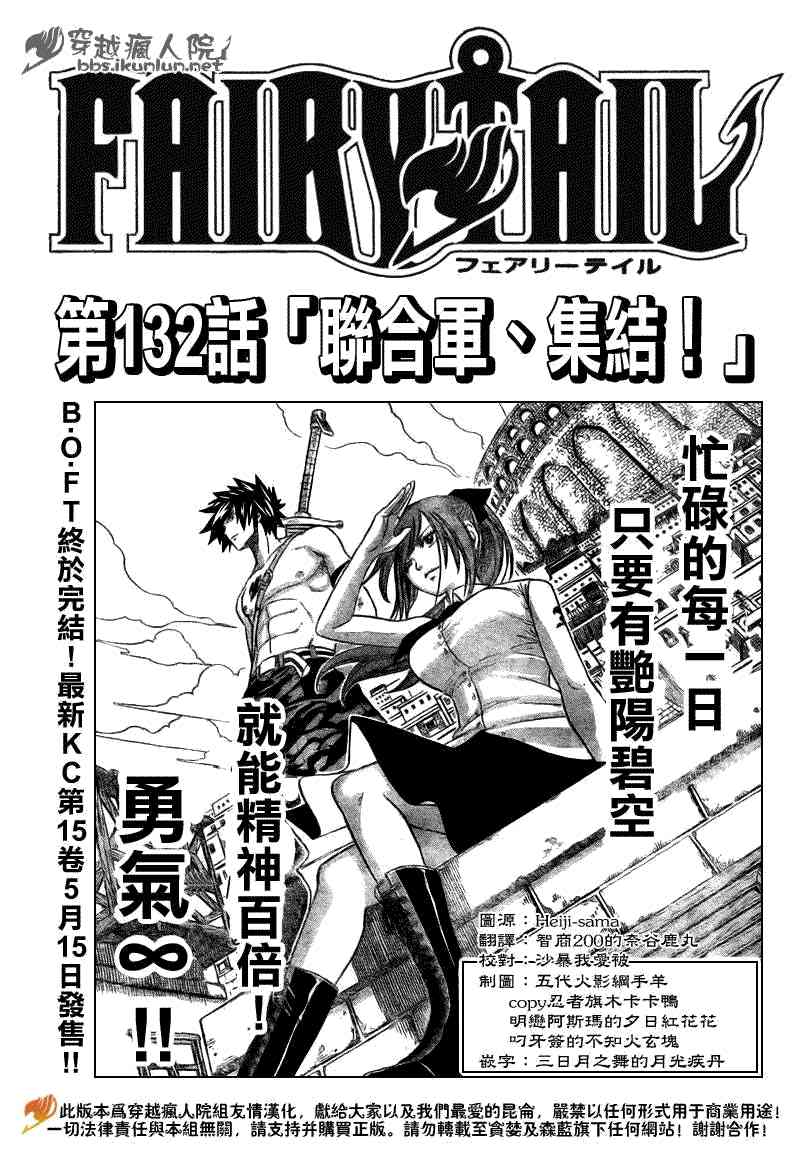 穿越瘋人院
bbs.ikunlun.net
FAIRY TAIL
フェアリーテイル
第132話「聯合軍、集結！」
忙碌的每一日
只要有艷陽碧空
就能精神百倍！
勇氣∞!!
B.O.F.T終於完結！最新KC第15卷5月15日發售!!
圖源：Heiji-sama
翻譯：智商200的奈谷鹿丸
校對：沙暴我愛被
制圖：五代火影綱手羊
copy忍者旗木卡卡鴨
明戀阿斯瑪的夕日紅花花
叼牙簽的不知火玄塊
嵌字：三日月之舞的月光疾丹
此版本爲穿越瘋人院組友情漢化，獻給大家以及我們最愛的昆侖，嚴禁以任何形式用于商業用途！
一切法律責任與本組無關，請支持并購買正版。請勿轉載至貪婪及森藍旗下任何網站！謝謝合作！